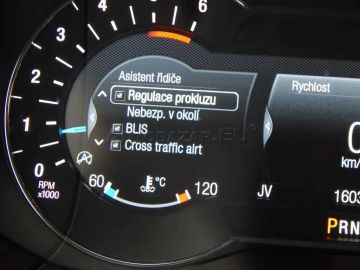 1
2
3
4
5
6
0
RPM
x1000
Asistent řidiče
Regulace prokluzu
Nebezp. v okolí
BLIS
Cross traffic alrt
60
°C
120
Rychlost
0
km/
JV
1603
PRN